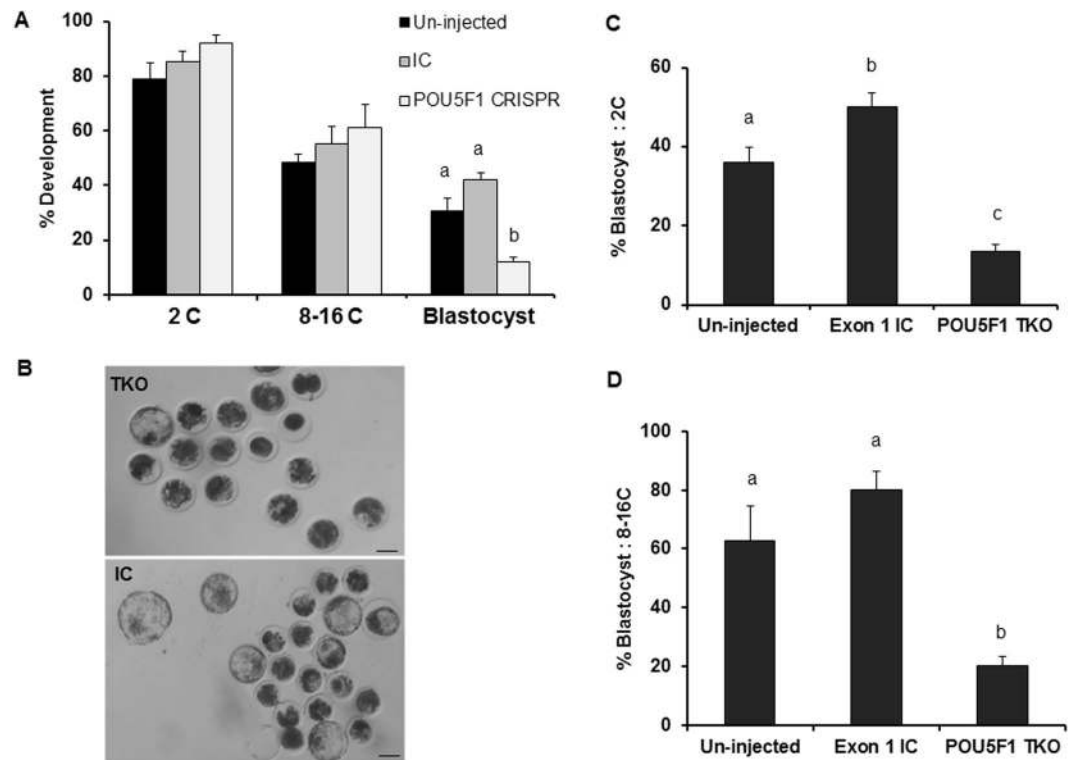 A
100
80
60
40
20
0
% Development
Un-injected
IC
POU5F1 CRISPR
a
a
b
2 C
8-16 C
Blastocyst
B
TKO
IC
C
60
40
20
0
% Blastocyst : 2C
a
b
c
Un-injected
Exon 1 IC
POU5F1 TKO
D
100
80
60
40
20
0
% Blastocyst : 8-16C
a
a
b
Un-injected
Exon 1 IC
POU5F1 TKO